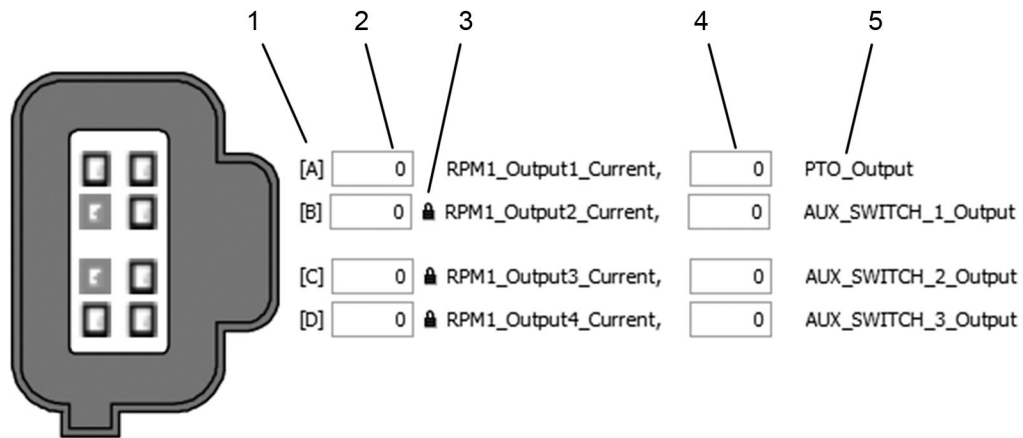 1 2 3 4 5
[A] 0 RPM1_Output1_Current, 0 PTO_Output
[B] 0 RPM1_Output2_Current, 0 AUX_SWITCH_1_Output
[C] 0 RPM1_Output3_Current, 0 AUX_SWITCH_2_Output
[D] 0 RPM1_Output4_Current, 0 AUX_SWITCH_3_Output